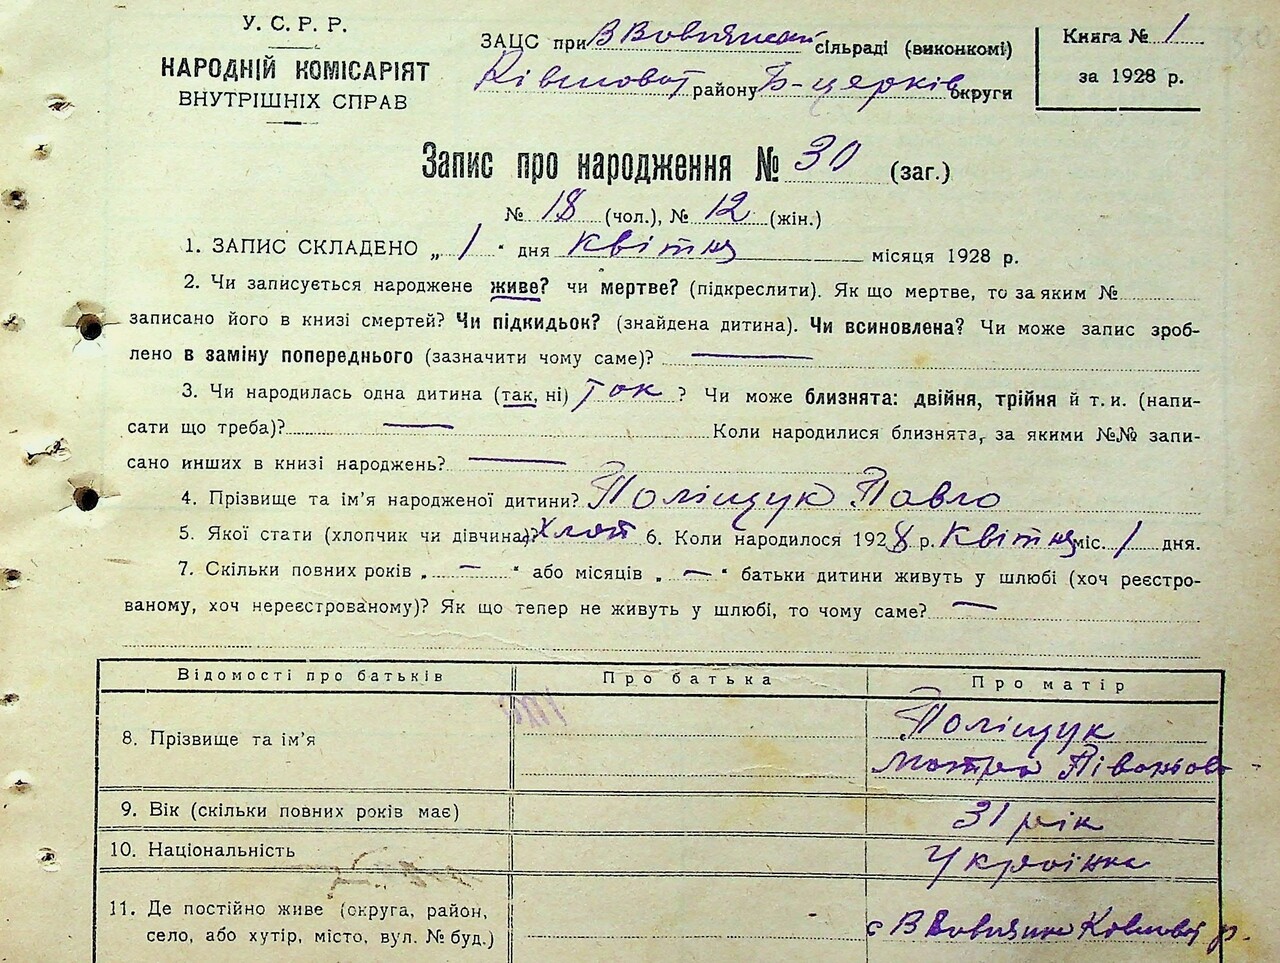 У. С. Р. Р.
НАРОДНІЙ КОМІСАРІЯТ
ВНУТРІШНІХ СПРАВ
ЗАЦС при сільраді (виконкомі)
району Б-церків округи
Книга № 1
за 1928 р.
Запис про народження № 30 (заг.)
№ 18 (чол.), № 12 (жін.)
1. ЗАПИС СКЛАДЕНО „ 1 “ дня квітня місяця 1928 р.
2. Чи записується народжене живе? чи мертве? (підкреслити). Як що мертве, то за яким №
записано його в книзі смертей? Чи підкидьок? (знайдена дитина). Чи всиновлена? Чи може запис зроб-
лено в заміну попереднього (зазначити чому саме)? —
3. Чи народилась одна дитина (так, ні) так ? Чи може близнята: двійня, трійня й т. и. (напи-
сати що треба)? — Коли народилися близнята, за якими №№ запи-
сано инших в книзі народжень? —
4. Прізвище та ім’я народженої дитини? Поліщук Павло
5. Якої стати (хлопчик чи дівчина)? хлоп 6. Коли народилося 1928 р. Квітня міс. 1 дня.
7. Скільки повних років „ — “ або місяців „ — “ батьки дитини живуть у шлюбі (хоч реєстро-
ваному, хоч нереєстрованому)? Як що тепер не живуть у шлюбі, то чому саме? —
Відомості про батьків Про батька Про матір
8. Прізвище та ім’я Поліщук
Мотря
9. Вік (скільки повних років має) 31 рік
10. Національність Українка
11. Де постійно живе (округа, район,
село, або хутір, місто, вул. № буд.) с р.